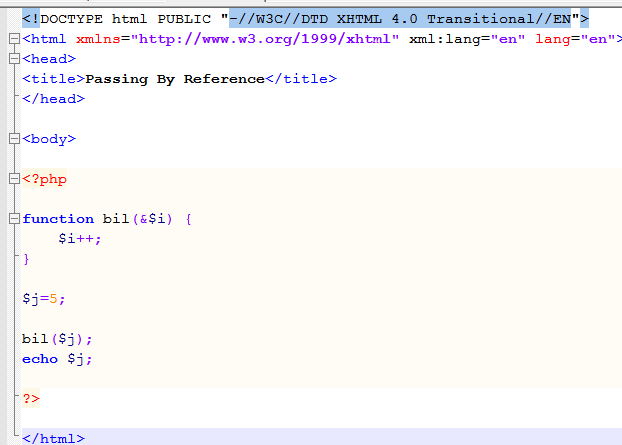 <!DOCTYPE html PUBLIC "-//W3C//DTD XHTML 4.0 Transitional//EN">
<html xmlns="http://www.w3.org/1999/xhtml" xml:lang="en" lang="en">
<head>
<title>Passing By Reference</title>
</head>
<body>
<?php
function bil(&$i) {
$i++;
}
$j=5;
bil($j);
echo $j;
?>
</html>